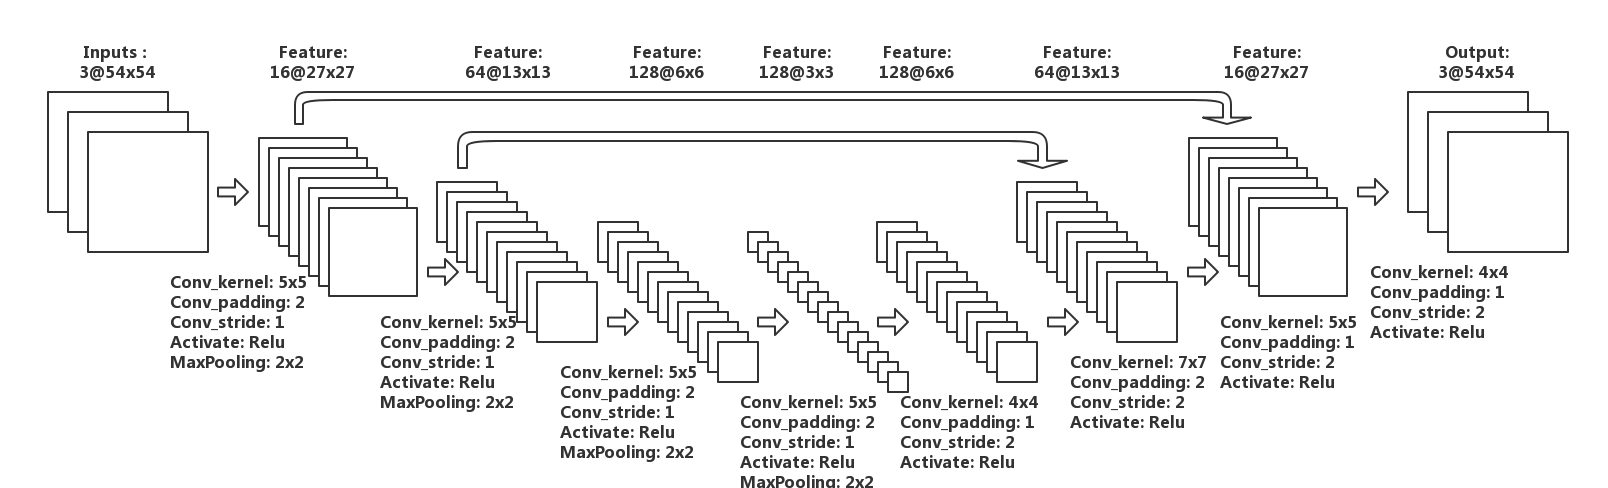 Inputs :
3@54x54
Feature:
16@27x27
Feature:
64@13x13
Feature:
128@6x6
Feature:
128@3x3
Feature:
128@6x6
Feature:
64@13x13
Feature:
16@27x27
Output:
3@54x54
Conv_kernel: 5x5
Conv_padding: 2
Conv_stride: 1
Activate: Relu
MaxPooling: 2x2
Conv_kernel: 5x5
Conv_padding: 2
Conv_stride: 1
Activate: Relu
MaxPooling: 2x2
Conv_kernel: 5x5
Conv_padding: 2
Conv_stride: 1
Activate: Relu
MaxPooling: 2x2
Conv_kernel: 5x5
Conv_padding: 2
Conv_stride: 1
Activate: Relu
MaxPooling: 2x2
Conv_kernel: 4x4
Conv_padding: 1
Conv_stride: 2
Activate: Relu
Conv_kernel: 7x7
Conv_padding: 2
Conv_stride: 2
Activate: Relu
Conv_kernel: 5x5
Conv_padding: 1
Conv_stride: 2
Activate: Relu
Conv_kernel: 4x4
Conv_padding: 1
Conv_stride: 2
Activate: Relu